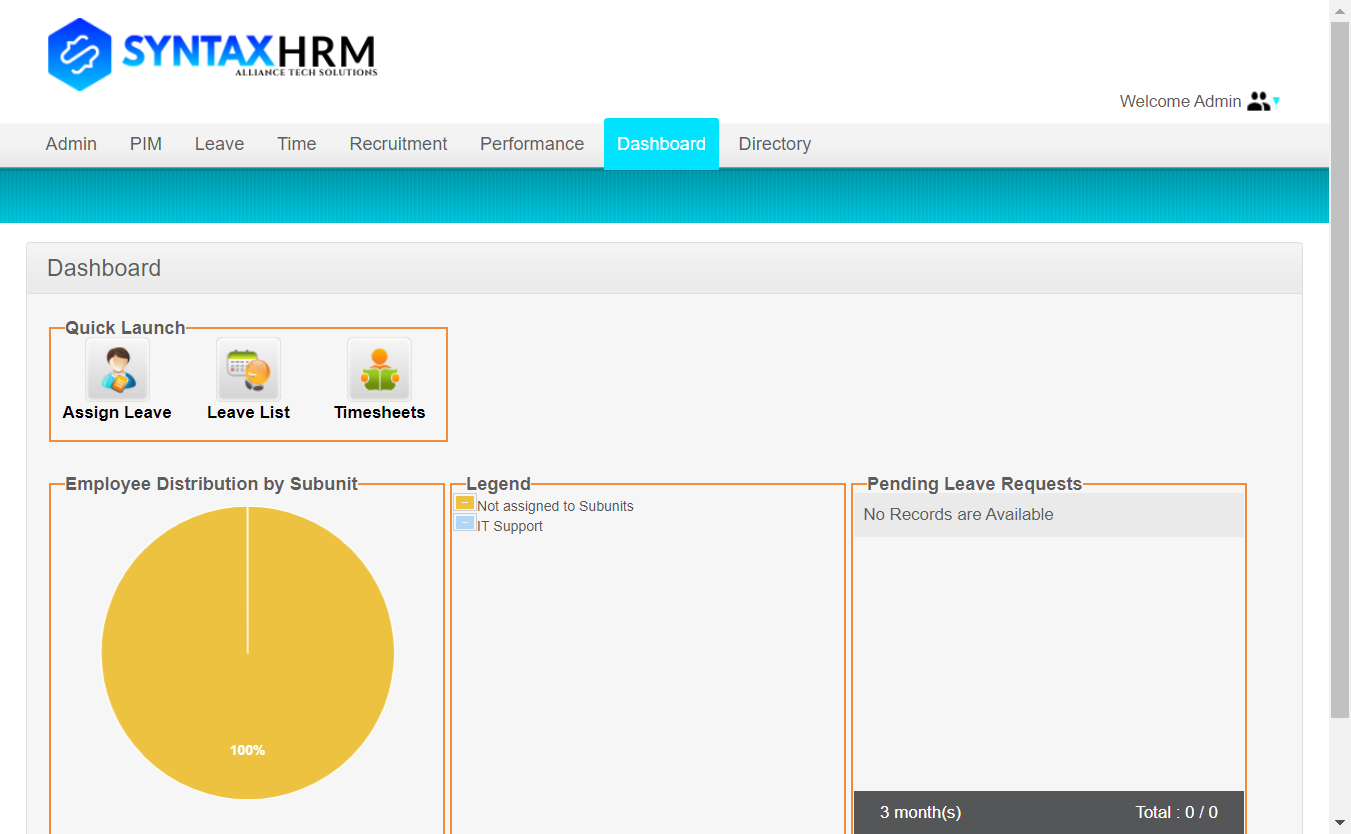 SYNTAXHRM
ALLIANCE TECH SOLUTIONS
Welcome Admin
Admin PIM Leave Time Recruitment Performance Dashboard Directory
Dashboard
Quick Launch
Assign Leave Leave List Timesheets
Employee Distribution by Subunit
100%
Legend
Not assigned to Subunits
IT Support
Pending Leave Requests
No Records are Available
3 month(s) Total : 0 / 0